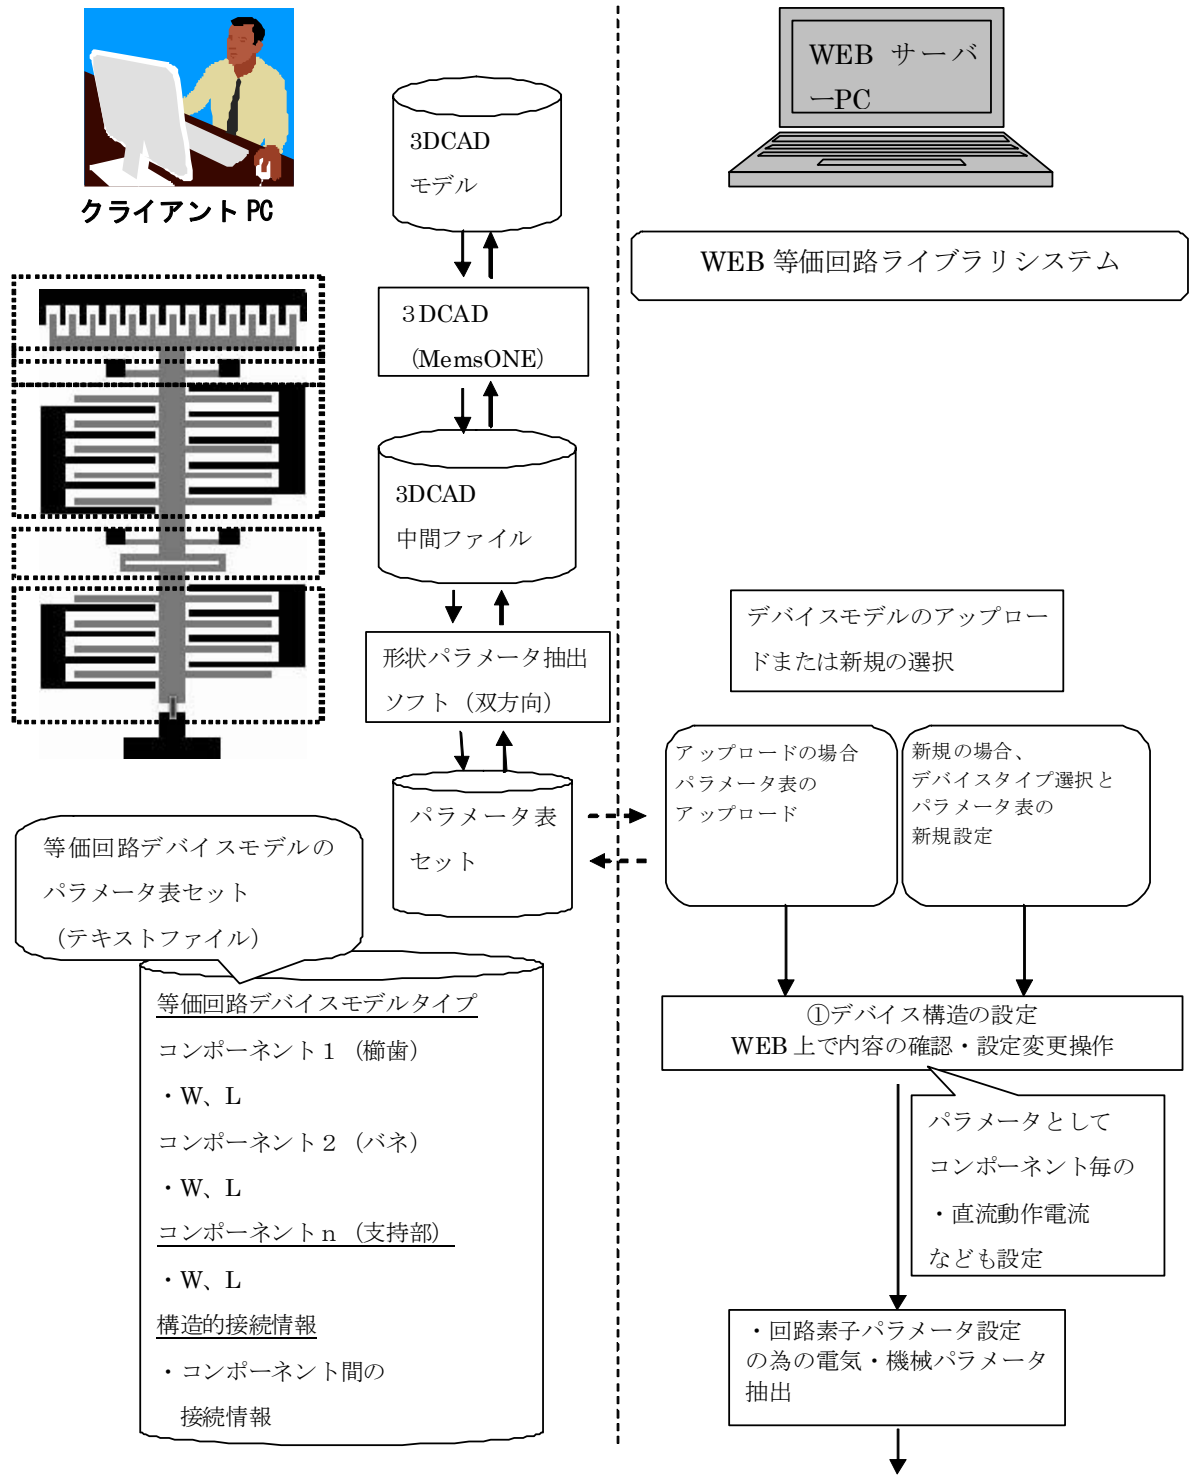 クライアント PC
3DCAD
モデル
３DCAD
(MemsONE)
3DCAD
中間ファイル
形状パラメータ抽出
ソフト（双方向）
パラメータ表
セット
等価回路デバイスモデルの
パラメータ表セット
（テキストファイル）
等価回路デバイスモデルタイプ
コンポーネント１（櫛歯）
・W、L
コンポーネント２（バネ）
・W、L
コンポーネントｎ（支持部）
・W、L
構造的接続情報
・コンポーネント間の
接続情報
WEB サーバ
ーPC
WEB 等価回路ライブラリシステム
デバイスモデルのアップロー
ドまたは新規の選択
アップロードの場合
パラメータ表の
アップロード
新規の場合、
デバイスタイプ選択と
パラメータ表の
新規設定
①デバイス構造の設定
WEB 上で内容の確認・設定変更操作
パラメータとして
コンポーネント毎の
・直流動作電流
なども設定
・回路素子パラメータ設定
の為の電気・機械パラメータ
抽出